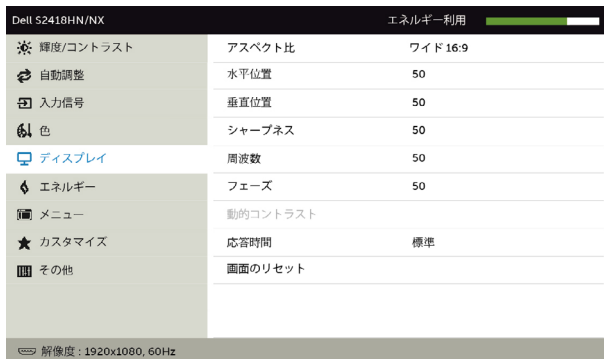 Dell S2418HN/NX エネルギー利用
輝度/コントラスト
自動調整
入力信号
色
ディスプレイ
エネルギー
メニュー
カスタマイズ
その他
アスペクト比 ワイド 16:9
水平位置 50
垂直位置 50
シャープネス 50
周波数 50
フェーズ 50
動的コントラスト
応答時間 標準
画面のリセット
解像度 : 1920x1080, 60Hz